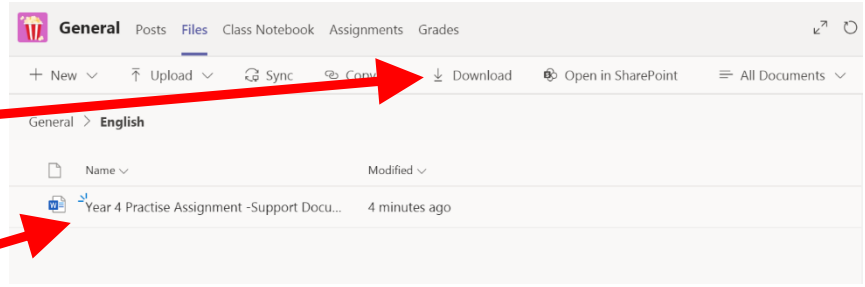 General Posts Files Class Notebook Assignments Grades
+ New Upload Sync Download Open in SharePoint All Documents
General > English
Name Modified
Year 4 Practise Assignment -Support Docu... 4 minutes ago